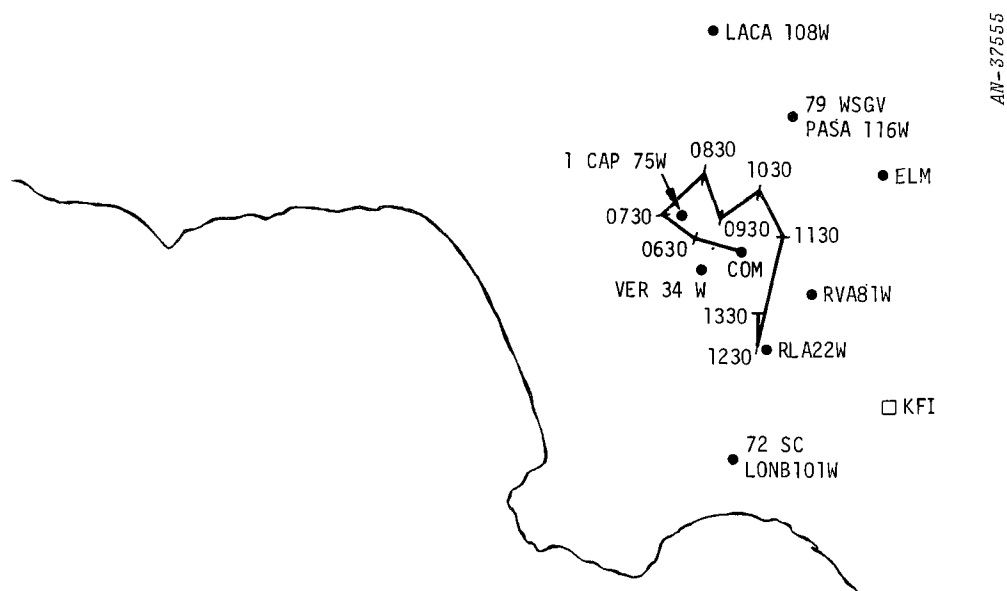 AN-37555
LACA 108W
79 WSGV
PASA 116W
1 CAP 75W
0830
1030
ELM
0730
0930
1130
0630
COM
VER 34 W
RVA81W
1330
1230
RLA22W
KFI
72 SC
LONB101W